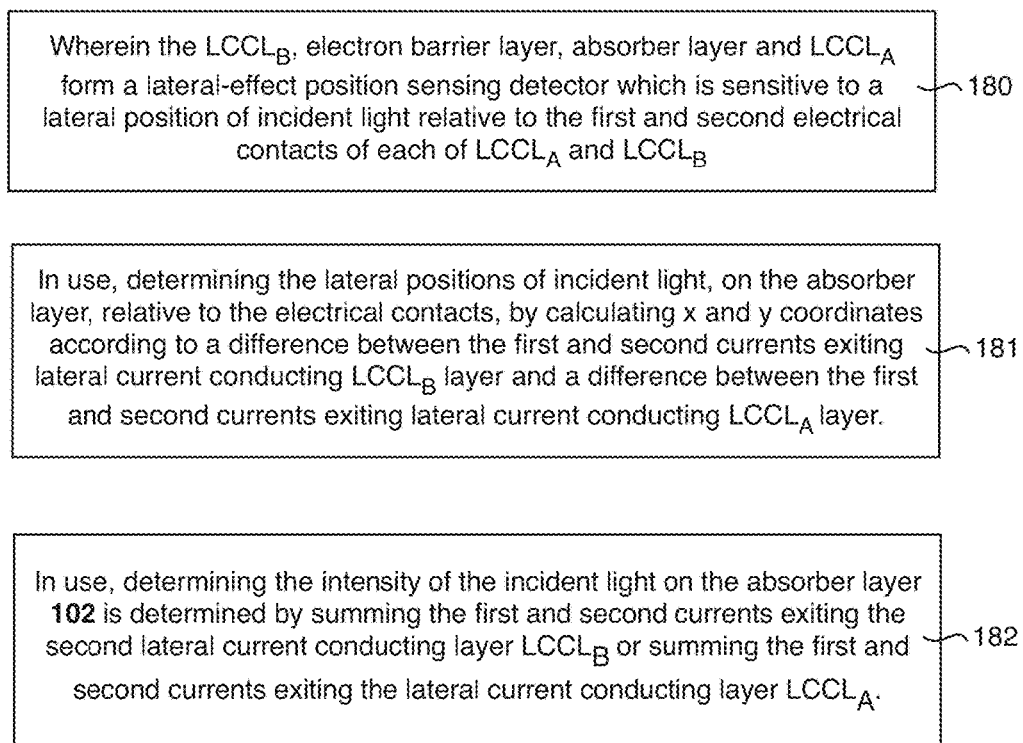 Wherein the LCCL_B, electron barrier layer, absorber layer and LCCL_A
form a lateral-effect position sensing detector which is sensitive to a
lateral position of incident light relative to the first and second electrical
contacts of each of LCCL_A and LCCL_B
180
In use, determining the lateral positions of incident light, on the absorber
layer, relative to the electrical contacts, by calculating x and y coordinates
according to a difference between the first and second currents exiting
lateral current conducting LCCL_B layer and a difference between the first
and second currents exiting lateral current conducting LCCL_A layer.
181
In use, determining the intensity of the incident light on the absorber layer
102 is determined by summing the first and second currents exiting the
second lateral current conducting layer LCCL_B or summing the first and
second currents exiting the lateral current conducting layer LCCL_A.
182